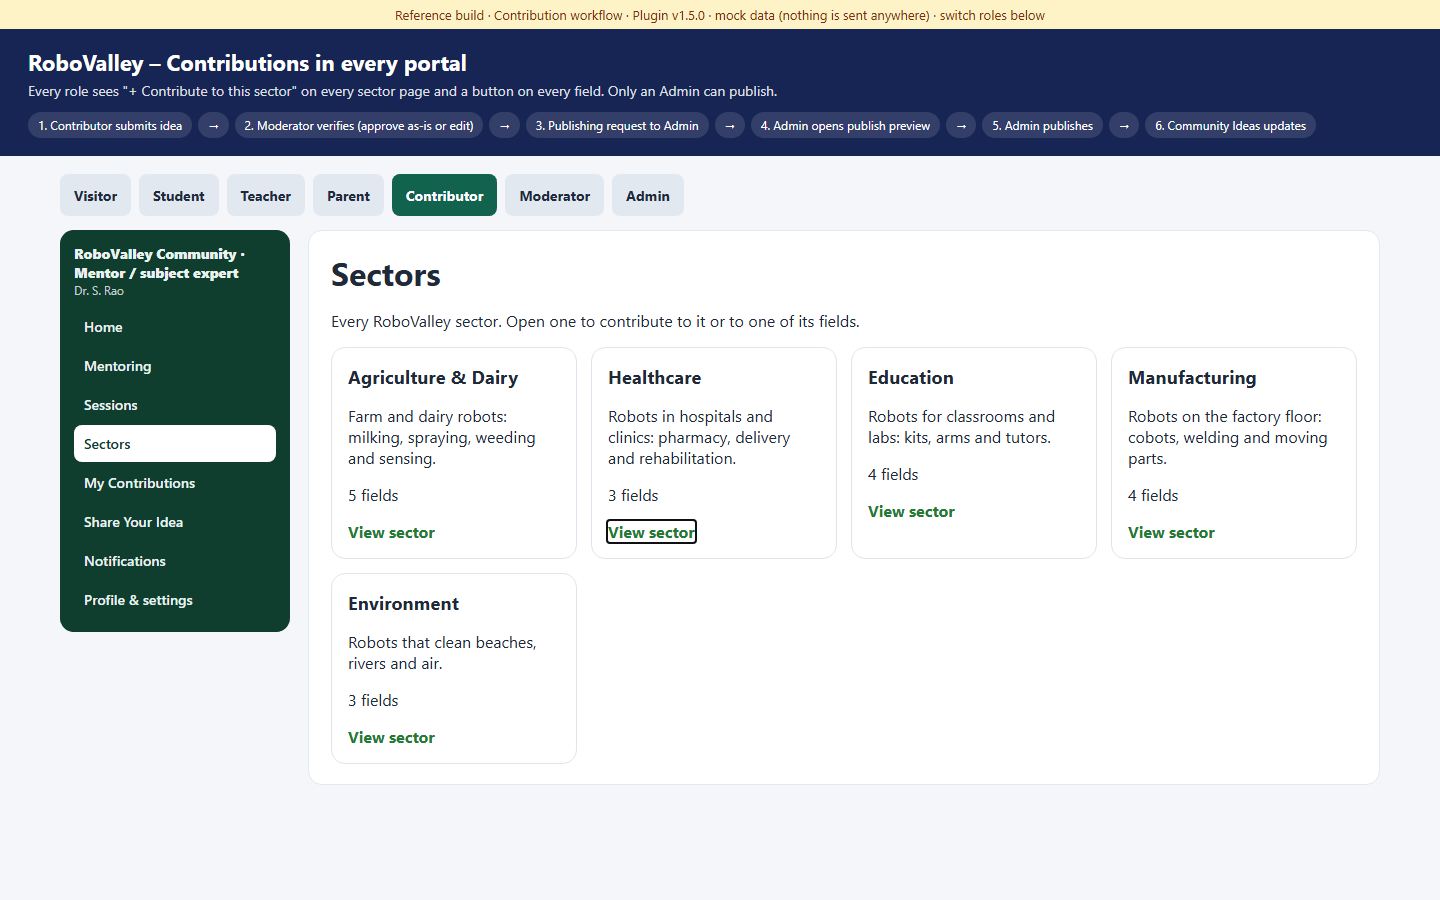 Reference build · Contribution workflow · Plugin v1.5.0 · mock data (nothing is sent anywhere) · switch roles below
RoboValley – Contributions in every portal
Every role sees "+ Contribute to this sector" on every sector page and a button on every field. Only an Admin can publish.
1. Contributor submits idea → 2. Moderator verifies (approve as-is or edit) → 3. Publishing request to Admin → 4. Admin opens publish preview → 5. Admin publishes → 6. Community Ideas updates
Visitor Student Teacher Parent Contributor Moderator Admin
RoboValley Community ·
Mentor / subject expert
Dr. S. Rao
Home
Mentoring
Sessions
Sectors
My Contributions
Share Your Idea
Notifications
Profile & settings
Sectors
Every RoboValley sector. Open one to contribute to it or to one of its fields.
Agriculture & Dairy
Farm and dairy robots:
milking, spraying, weeding
and sensing.
5 fields
View sector
Healthcare
Robots in hospitals and
clinics: pharmacy, delivery
and rehabilitation.
3 fields
View sector
Education
Robots for classrooms and
labs: kits, arms and tutors.
4 fields
View sector
Manufacturing
Robots on the factory floor:
cobots, welding and moving
parts.
4 fields
View sector
Environment
Robots that clean beaches,
rivers and air.
3 fields
View sector